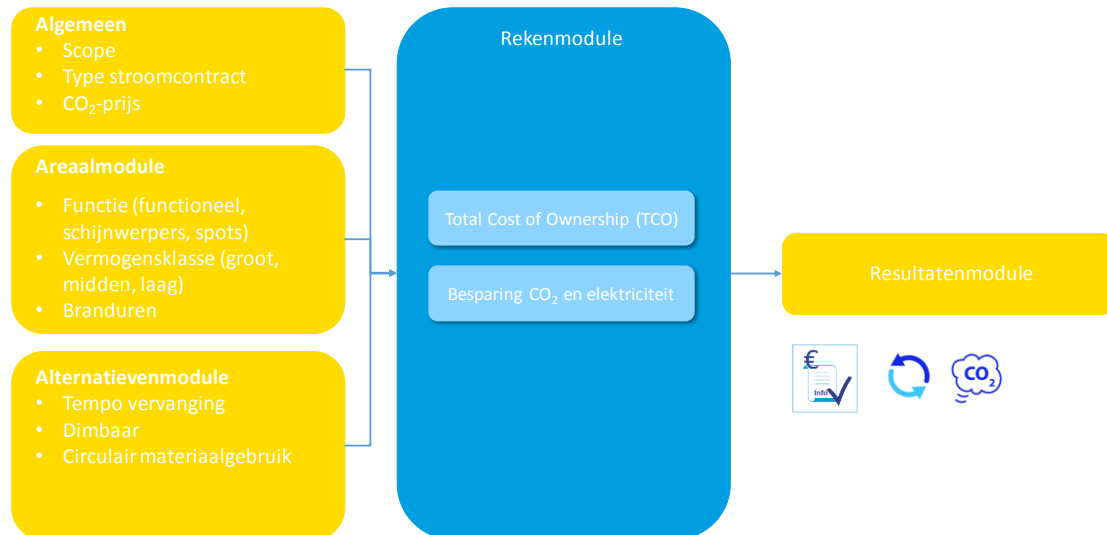 Algemeen
• Scope
• Type stroomcontract
• CO₂-prijs
Areaalmodule
• Functie (functioneel,
schijnwerpers, spots)
• Vermogensklasse (groot,
midden, laag)
• Branduren
Alternatievenmodule
• Tempo vervanging
• Dimbaar
• Circulair materiaalgebruik
Rekenmodule
Total Cost of Ownership (TCO)
Besparing CO₂ en elektriciteit
Resultatenmodule
€
Info
CO₂